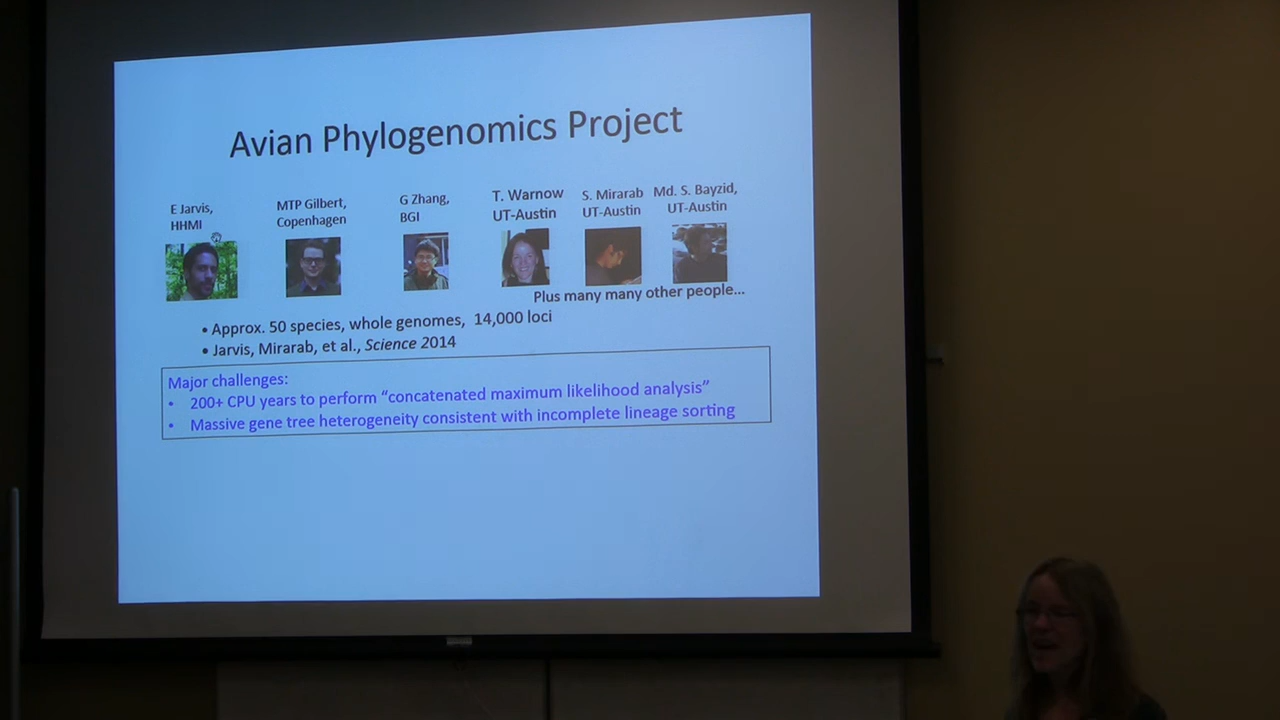 Avian Phylogenomics Project
E Jarvis,
HHMI
MTP Gilbert,
Copenhagen
G Zhang,
BGI
T. Warnow
UT-Austin
S. Mirarab
UT-Austin
Md. S. Bayzid,
UT-Austin
Plus many many other people…
• Approx. 50 species, whole genomes, 14,000 loci
• Jarvis, Mirarab, et al., Science 2014
Major challenges:
• 200+ CPU years to perform “concatenated maximum likelihood analysis”
• Massive gene tree heterogeneity consistent with incomplete lineage sorting